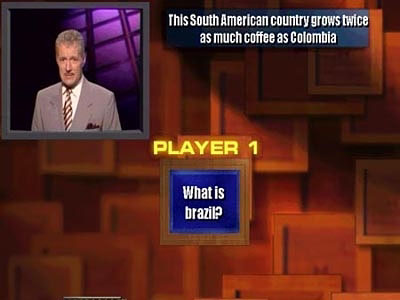 This South American country grows twice
as much coffee as Colombia
PLAYER 1
What is
brazil?